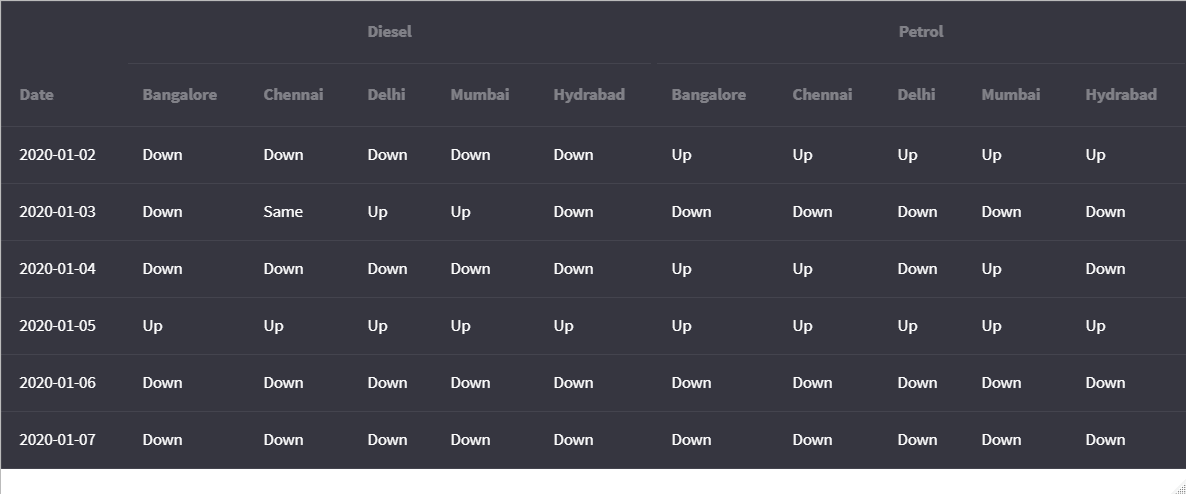 Diesel Petrol
Date Bangalore Chennai Delhi Mumbai Hydrabad Bangalore Chennai Delhi Mumbai Hydrabad
2020-01-02 Down Down Down Down Down Up Up Up Up Up
2020-01-03 Down Same Up Up Down Down Down Down Down Down
2020-01-04 Down Down Down Down Down Up Up Down Up Down
2020-01-05 Up Up Up Up Up Up Up Up Up Up
2020-01-06 Down Down Down Down Down Down Down Down Down Down
2020-01-07 Down Down Down Down Down Down Down Down Down Down